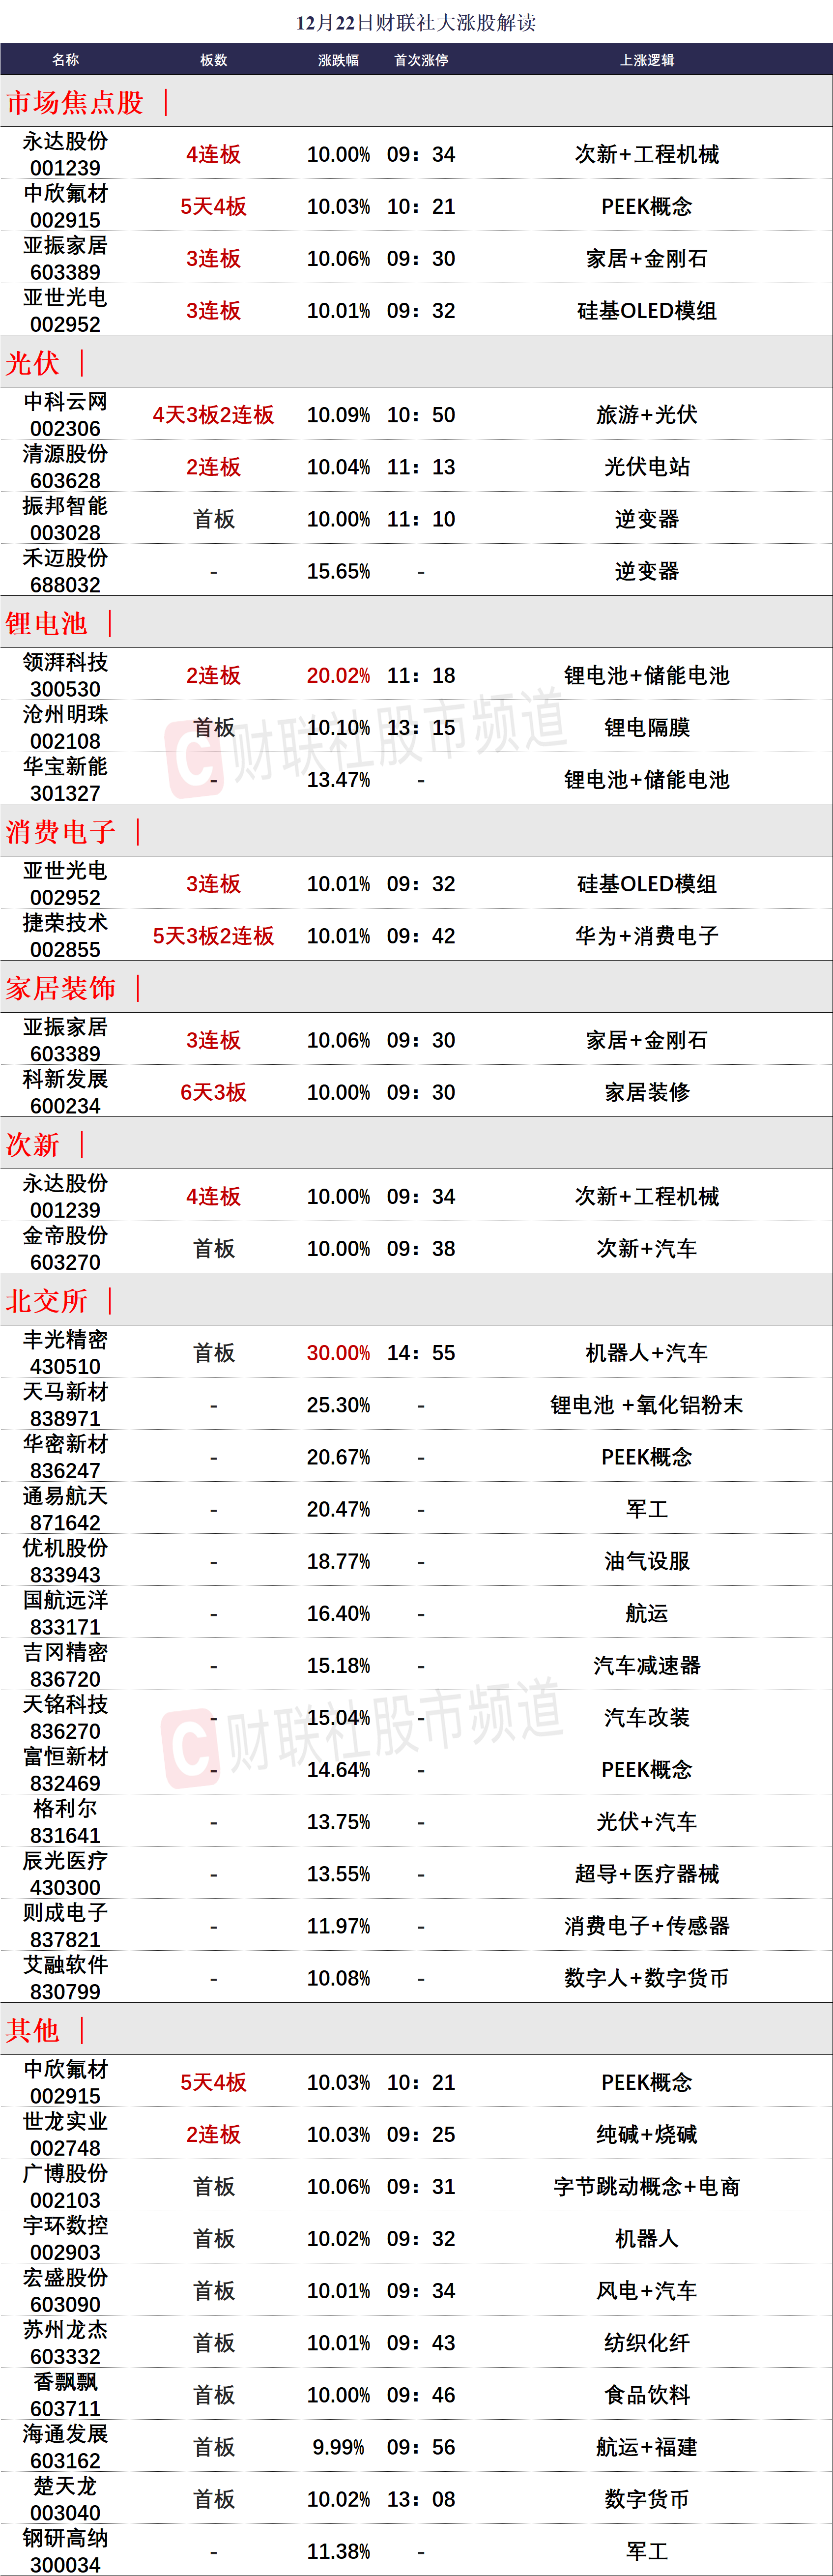 12月22日财联社大涨股解读
名称 板数 涨跌幅 首次涨停 上涨逻辑
市场焦点股 |
永达股份
001239 4连板 10.00% 09：34 次新+工程机械
中欣氟材
002915 5天4板 10.03% 10：21 PEEK概念
亚振家居
603389 3连板 10.06% 09：30 家居+金刚石
亚世光电
002952 3连板 10.01% 09：32 硅基OLED模组
光伏 |
中科云网
002306 4天3板2连板 10.09% 10：50 旅游+光伏
清源股份
603628 2连板 10.04% 11：13 光伏电站
振邦智能
003028 首板 10.00% 11：10 逆变器
禾迈股份
688032 - 15.65% - 逆变器
锂电池 |
领湃科技
300530 2连板 20.02% 11：18 锂电池+储能电池
沧州明珠
002108 首板 10.10% 13：15 锂电隔膜
华宝新能
301327 - 13.47% - 锂电池+储能电池
C 财联社股市频道
消费电子 |
亚世光电
002952 3连板 10.01% 09：32 硅基OLED模组
捷荣技术
002855 5天3板2连板 10.01% 09：42 华为+消费电子
家居装饰 |
亚振家居
603389 3连板 10.06% 09：30 家居+金刚石
科新发展
600234 6天3板 10.00% 09：30 家居装修
次新 |
永达股份
001239 4连板 10.00% 09：34 次新+工程机械
金帝股份
603270 首板 10.00% 09：38 次新+汽车
北交所 |
丰光精密
430510 首板 30.00% 14：55 机器人+汽车
天马新材
838971 - 25.30% - 锂电池 +氧化铝粉末
华密新材
836247 - 20.67% - PEEK概念
通易航天
871642 - 20.47% - 军工
优机股份
833943 - 18.77% - 油气设服
国航远洋
833171 - 16.40% - 航运
吉冈精密
836720 - 15.18% - 汽车减速器
天铭科技
836270 - 15.04% - 汽车改装
C 财联社股市频道
富恒新材
832469 - 14.64% - PEEK概念
格利尔
831641 - 13.75% - 光伏+汽车
辰光医疗
430300 - 13.55% - 超导+医疗器械
则成电子
837821 - 11.97% - 消费电子+传感器
艾融软件
830799 - 10.08% - 数字人+数字货币
其他 |
中欣氟材
002915 5天4板 10.03% 10：21 PEEK概念
世龙实业
002748 2连板 10.03% 09：25 纯碱+烧碱
广博股份
002103 首板 10.06% 09：31 字节跳动概念+电商
宇环数控
002903 首板 10.02% 09：32 机器人
宏盛股份
603090 首板 10.01% 09：34 风电+汽车
苏州龙杰
603332 首板 10.01% 09：43 纺织化纤
香飘飘
603711 首板 10.00% 09：46 食品饮料
海通发展
603162 首板 9.99% 09：56 航运+福建
楚天龙
003040 首板 10.02% 13：08 数字货币
钢研高纳
300034 - 11.38% - 军工